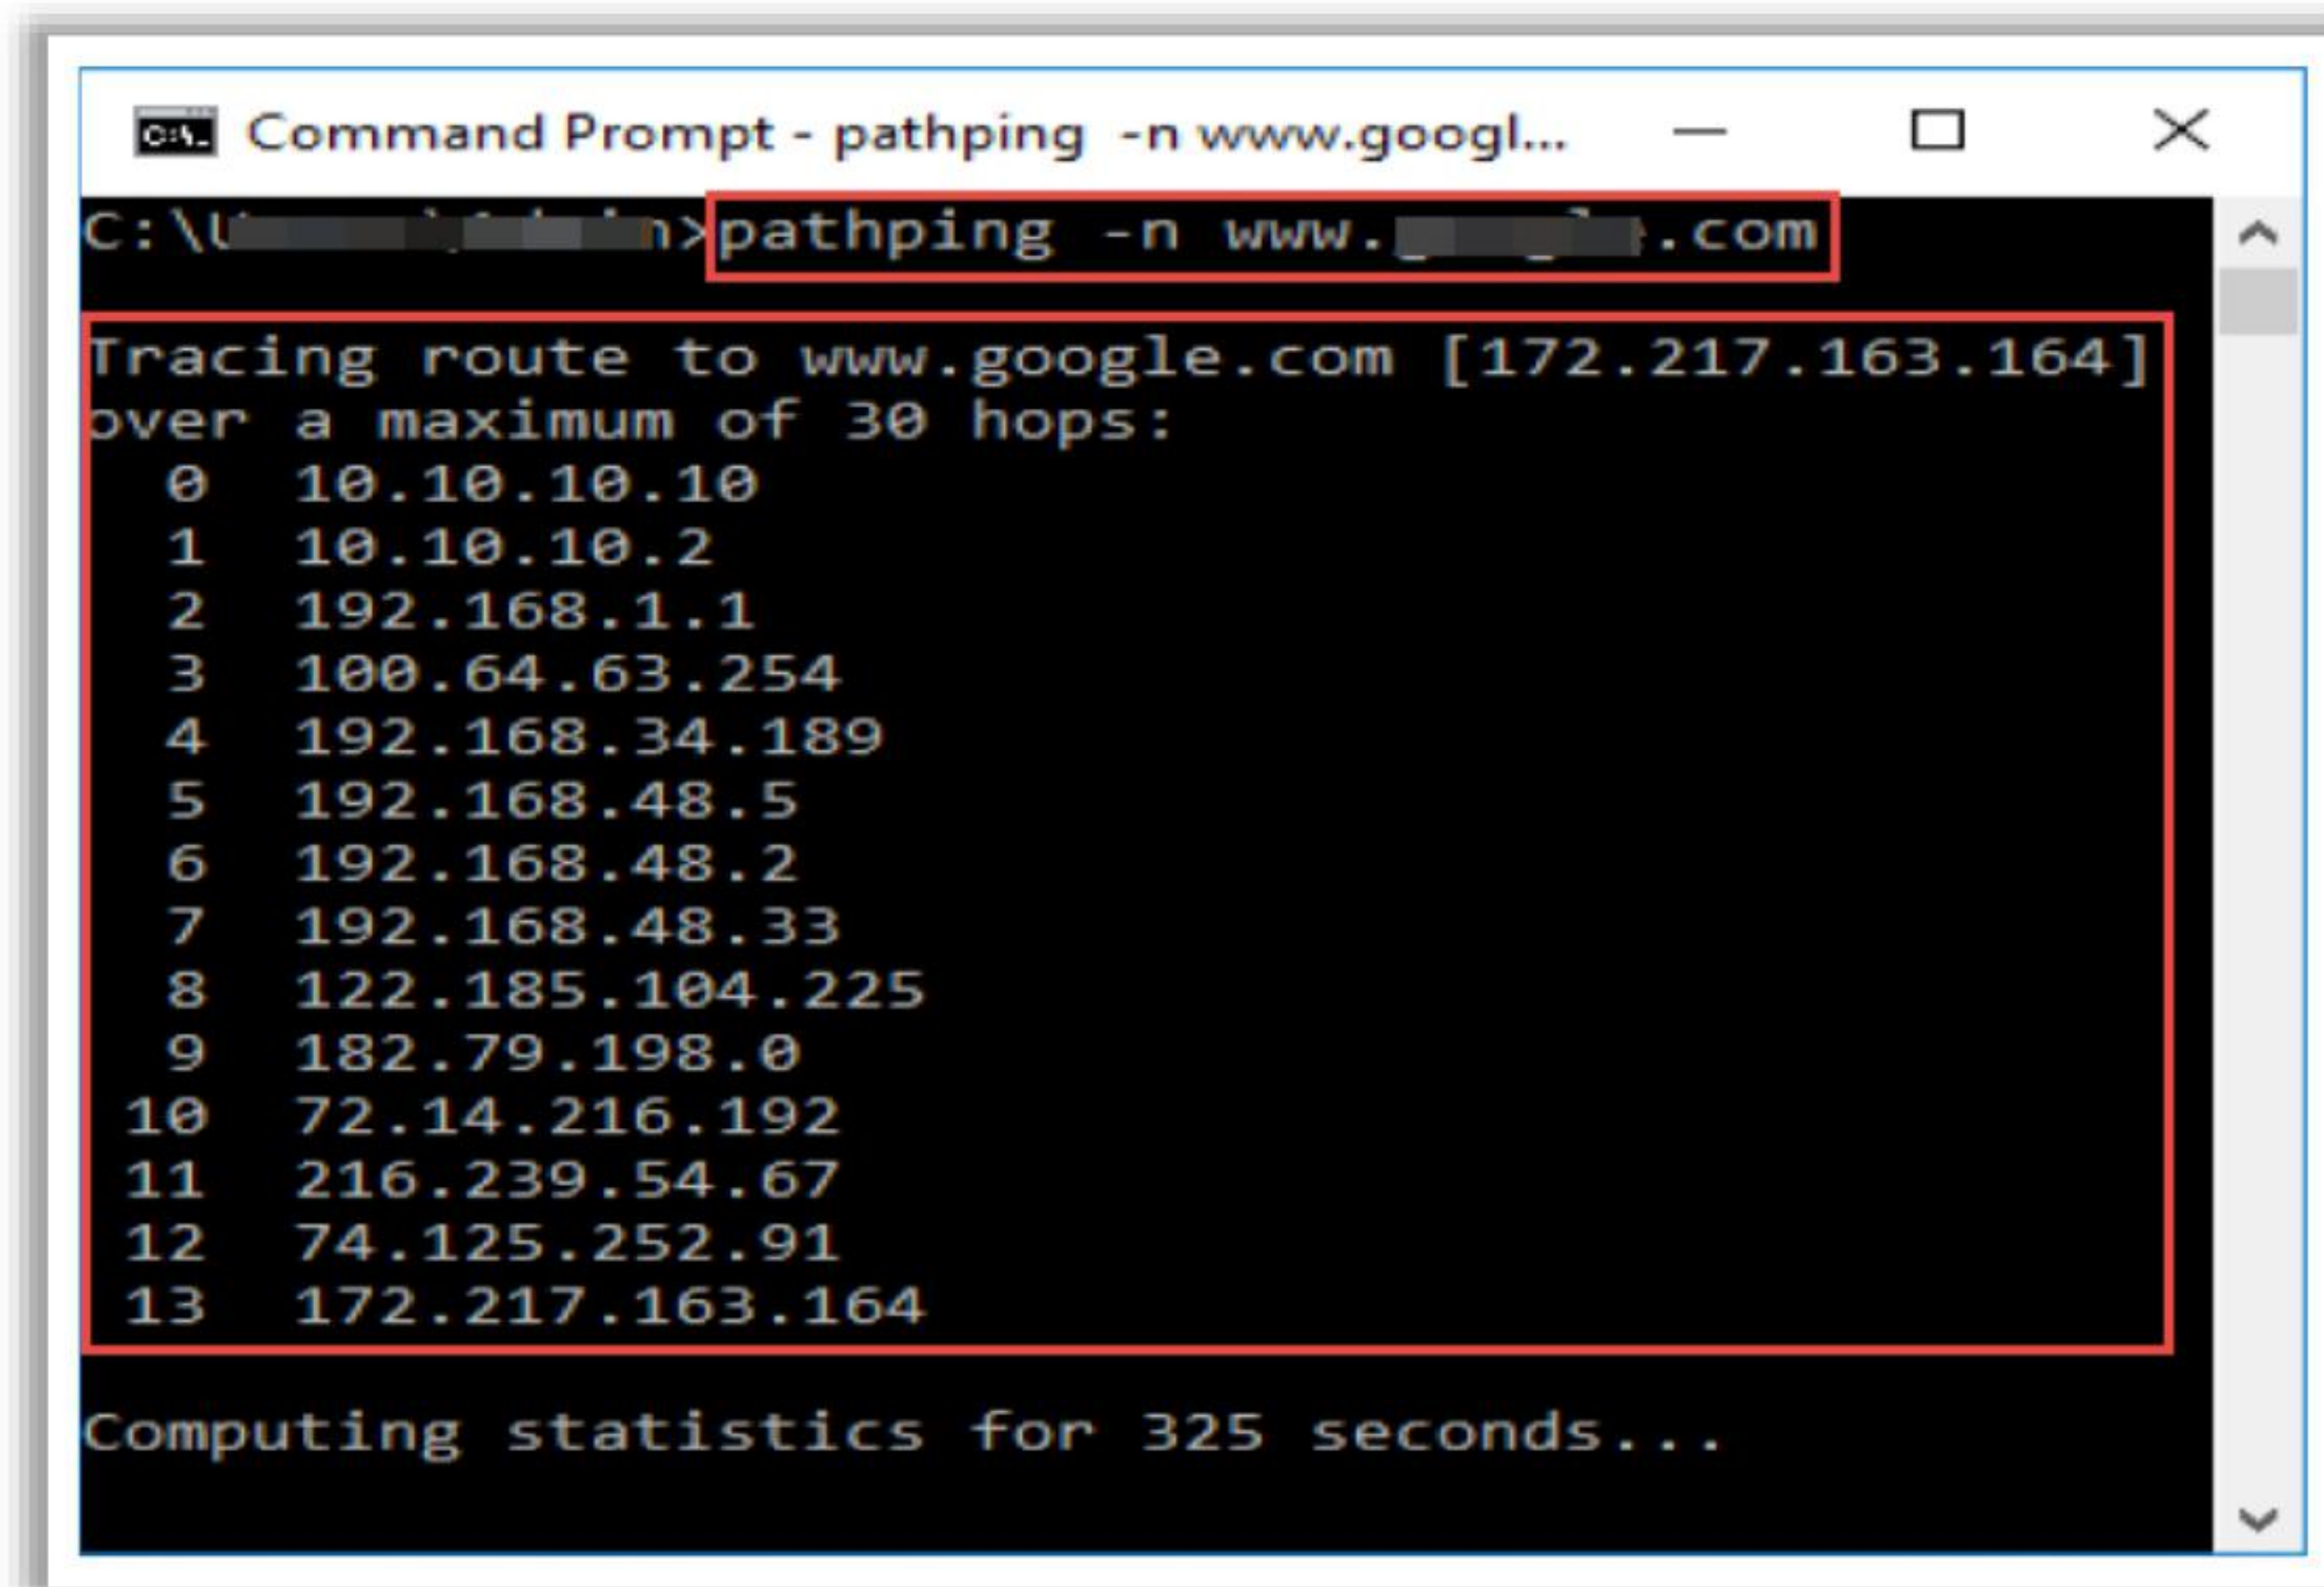 Command Prompt - pathping -n www.googl...
pathping -n www. .com
Tracing route to www.google.com [172.217.163.164]
over a maximum of 30 hops:
0 10.10.10.10
1 10.10.10.2
2 192.168.1.1
3 100.64.63.254
4 192.168.34.189
5 192.168.48.5
6 192.168.48.2
7 192.168.48.33
8 122.185.104.225
9 182.79.198.0
10 72.14.216.192
11 216.239.54.67
12 74.125.252.91
13 172.217.163.164
Computing statistics for 325 seconds...